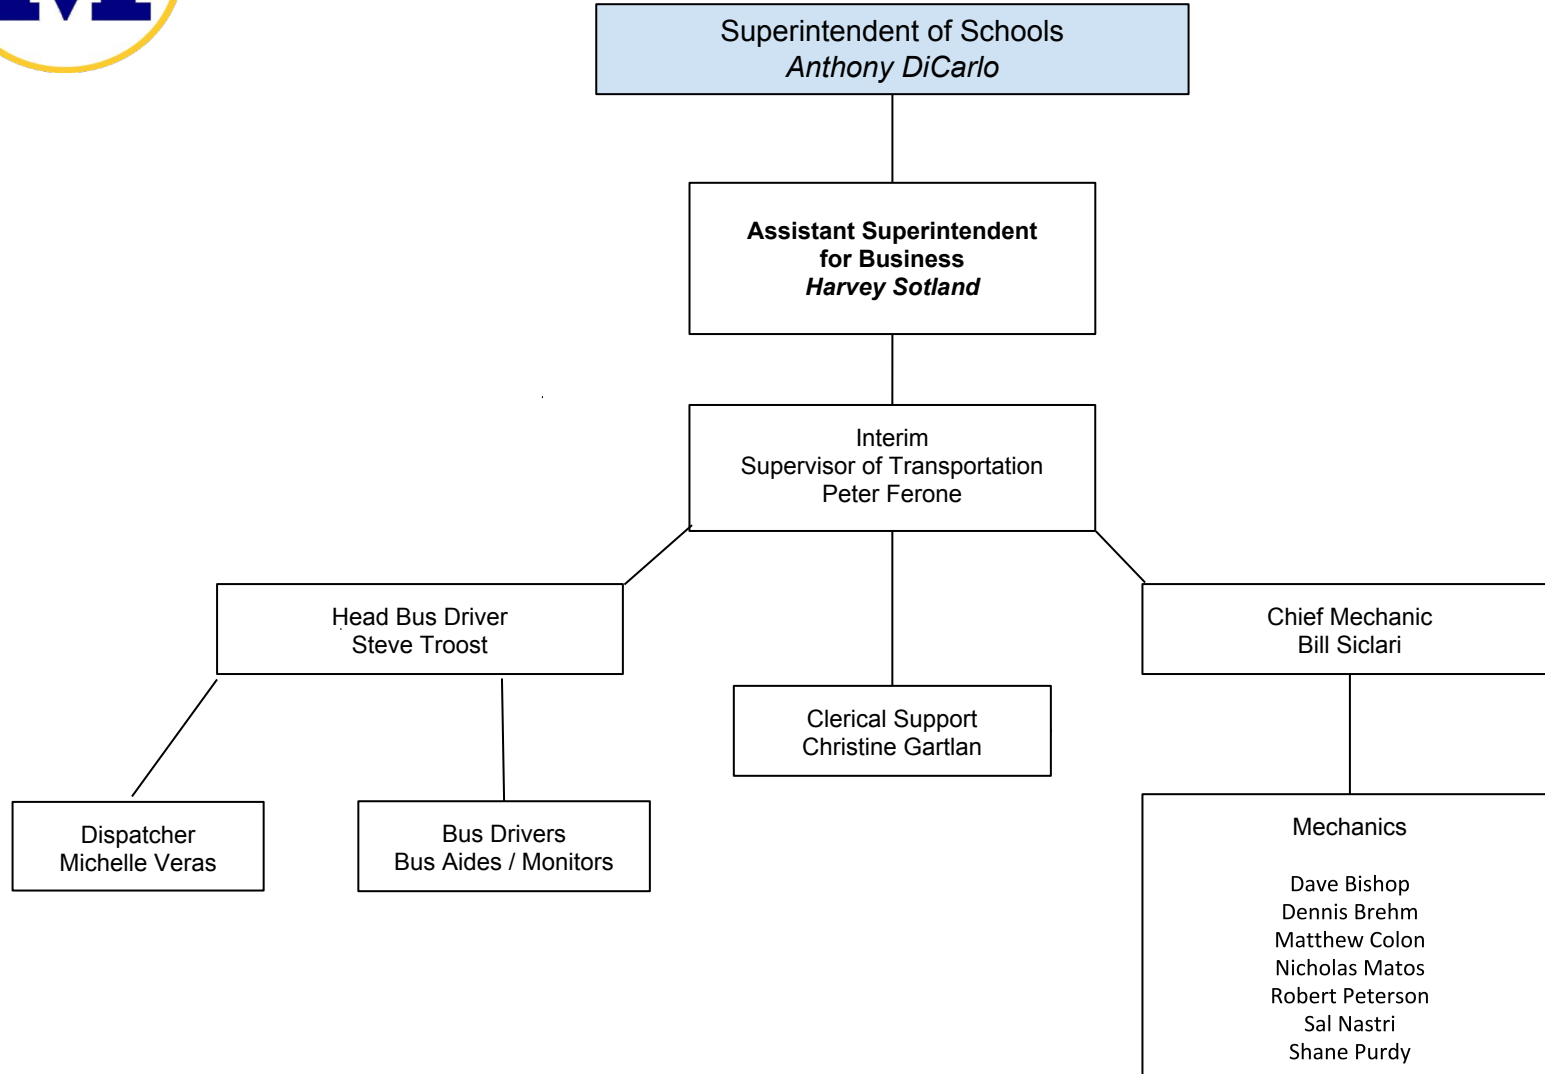 M
Superintendent of Schools
Anthony DiCarlo
Assistant Superintendent
for Business
Harvey Sotland
Interim
Supervisor of Transportation
Peter Ferone
Head Bus Driver
Steve Troost
Chief Mechanic
Bill Siclari
Clerical Support
Christine Gartlan
Dispatcher
Michelle Veras
Bus Drivers
Bus Aides / Monitors
Mechanics
Dave Bishop
Dennis Brehm
Matthew Colon
Nicholas Matos
Robert Peterson
Sal Nastri
Shane Purdy